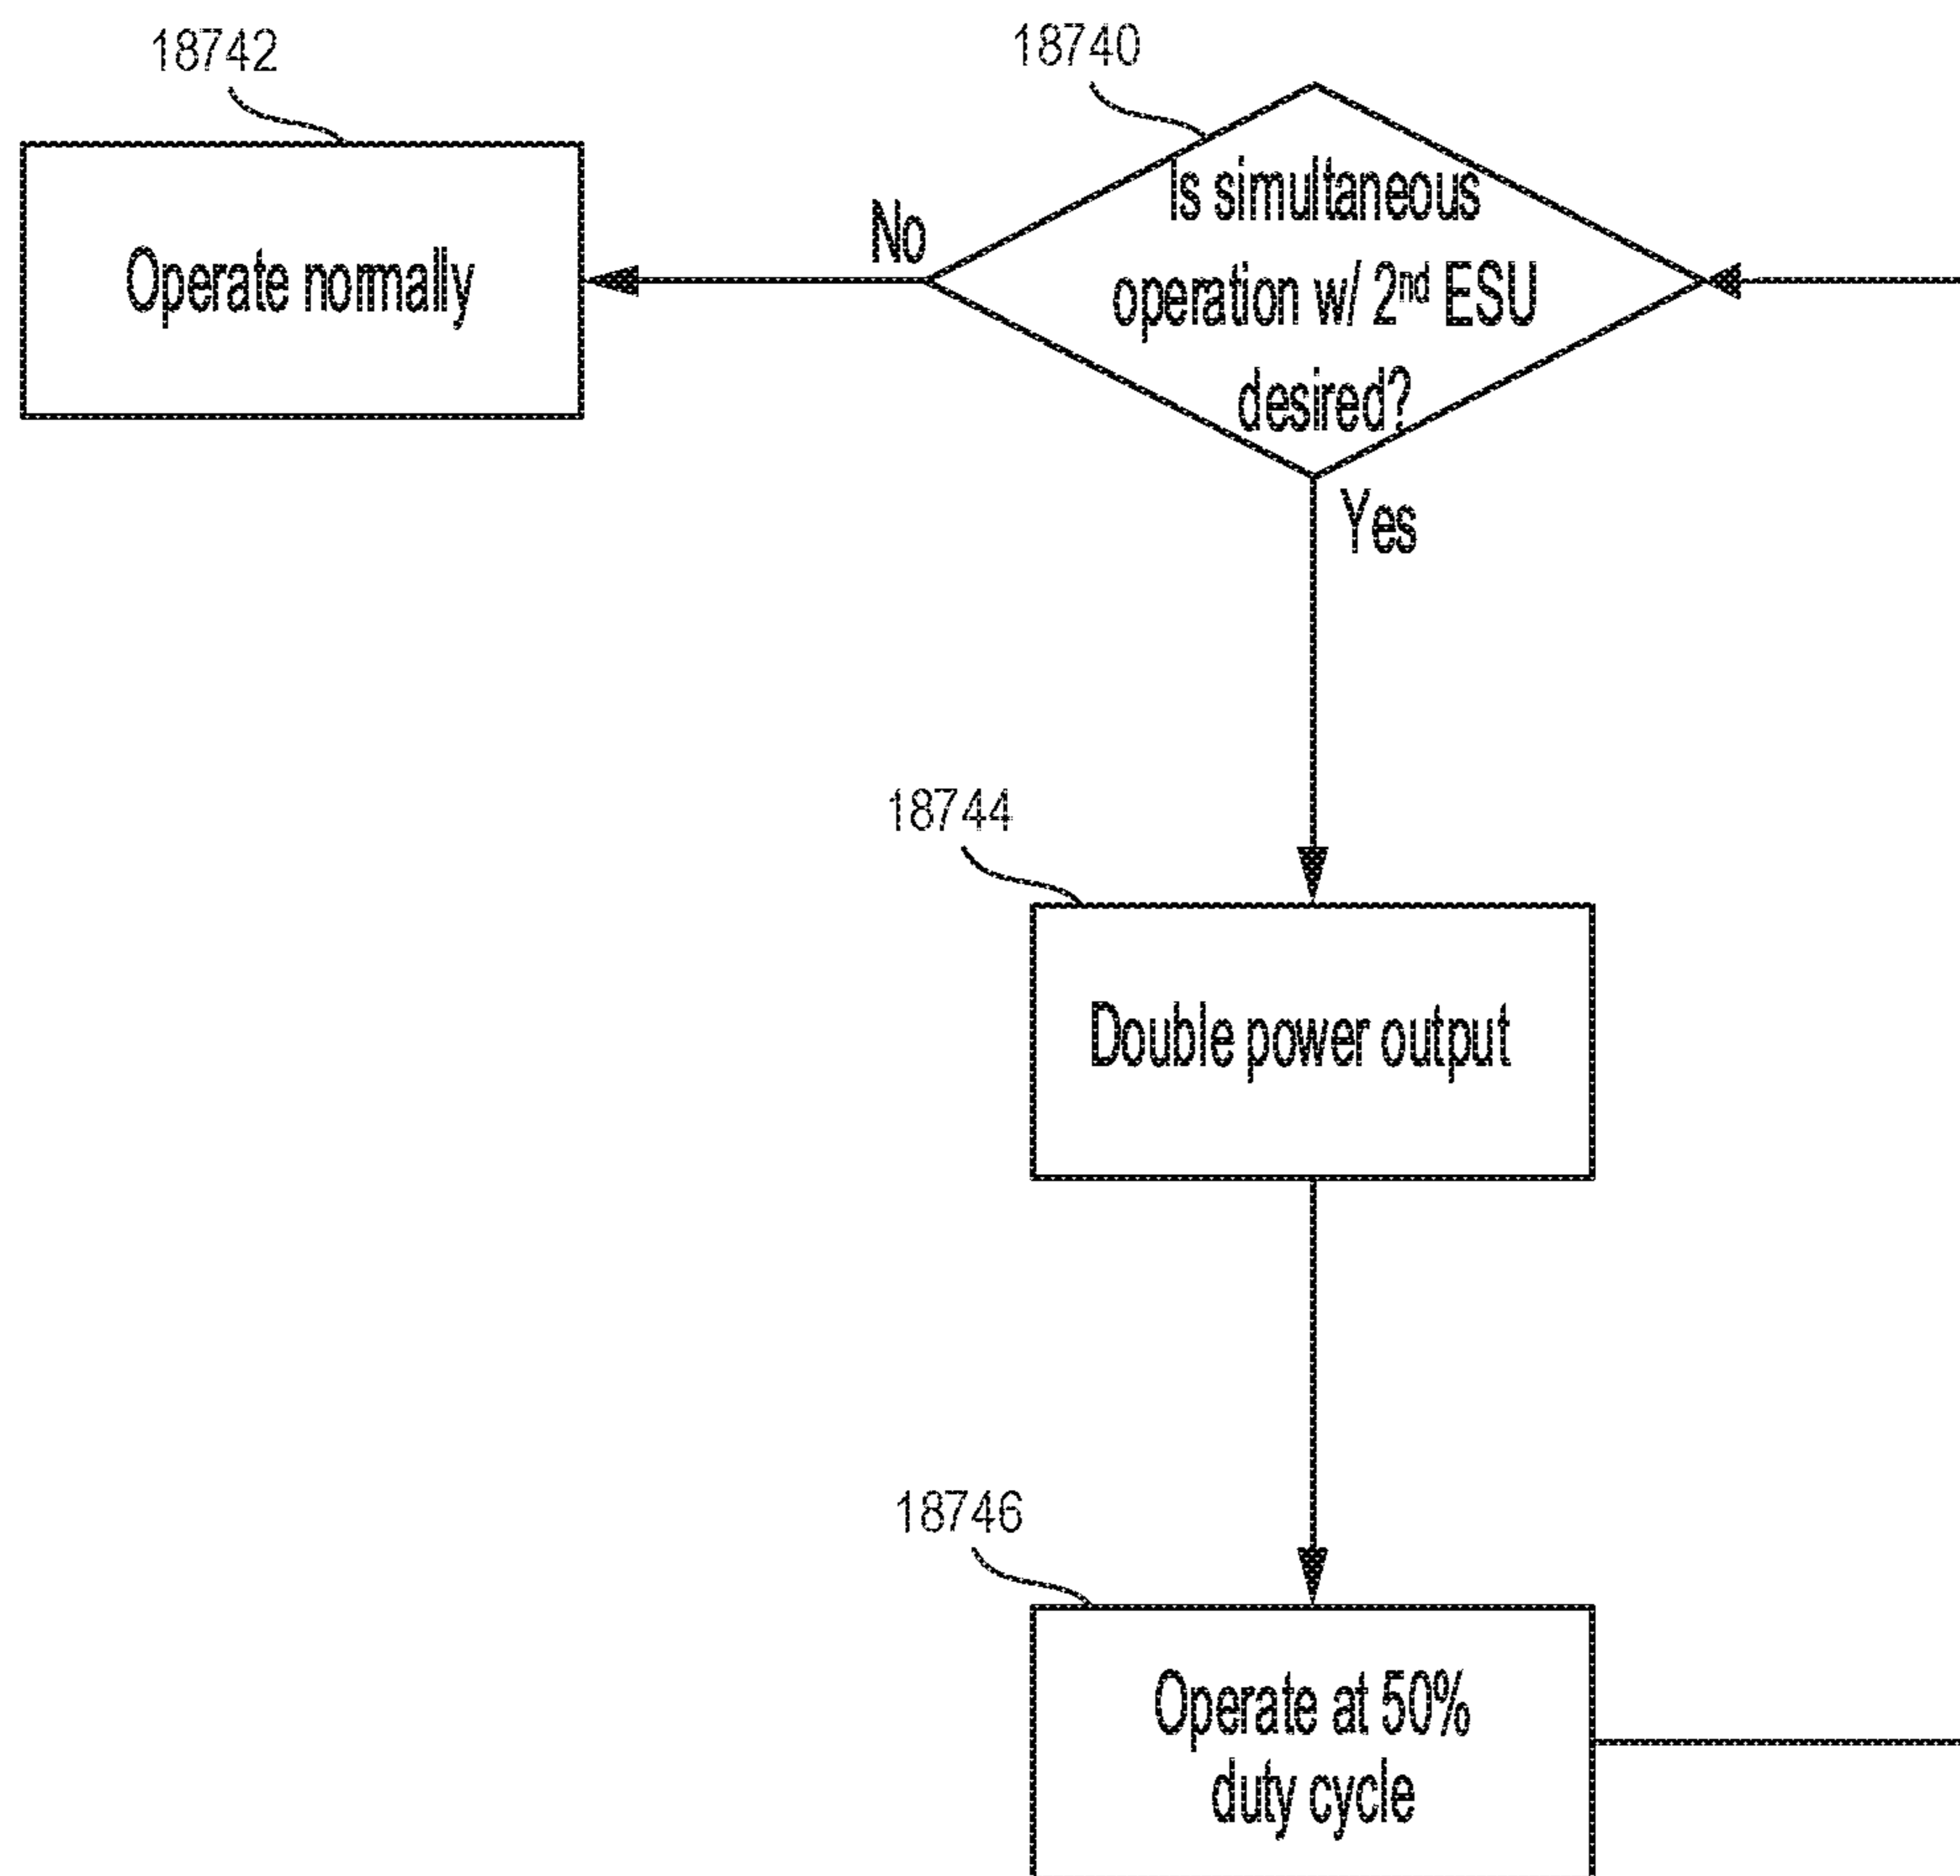 18742
18740
Operate normally
No
Is simultaneous
operation w/ 2nd ESU
desired?
Yes
18744
Double power output
18746
Operate at 50%
duty cycle